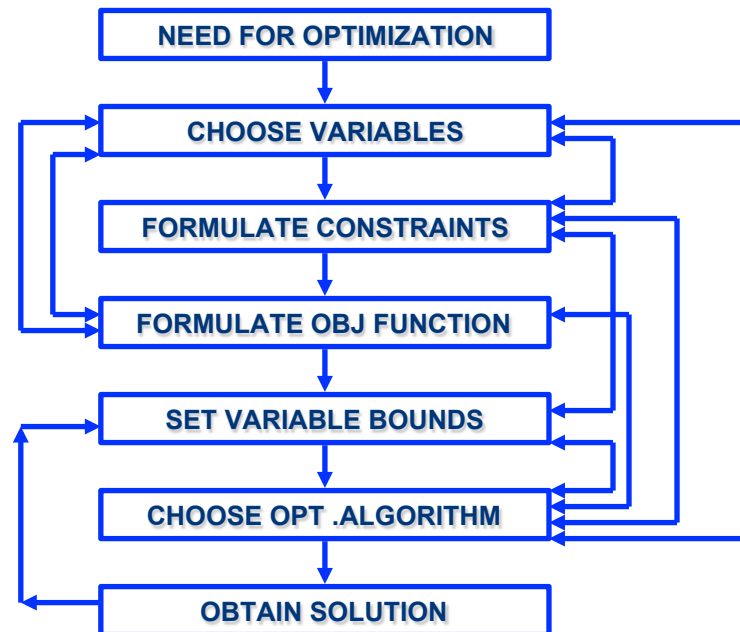 NEED FOR OPTIMIZATION
CHOOSE VARIABLES
FORMULATE CONSTRAINTS
FORMULATE OBJ FUNCTION
SET VARIABLE BOUNDS
CHOOSE OPT .ALGORITHM
OBTAIN SOLUTION